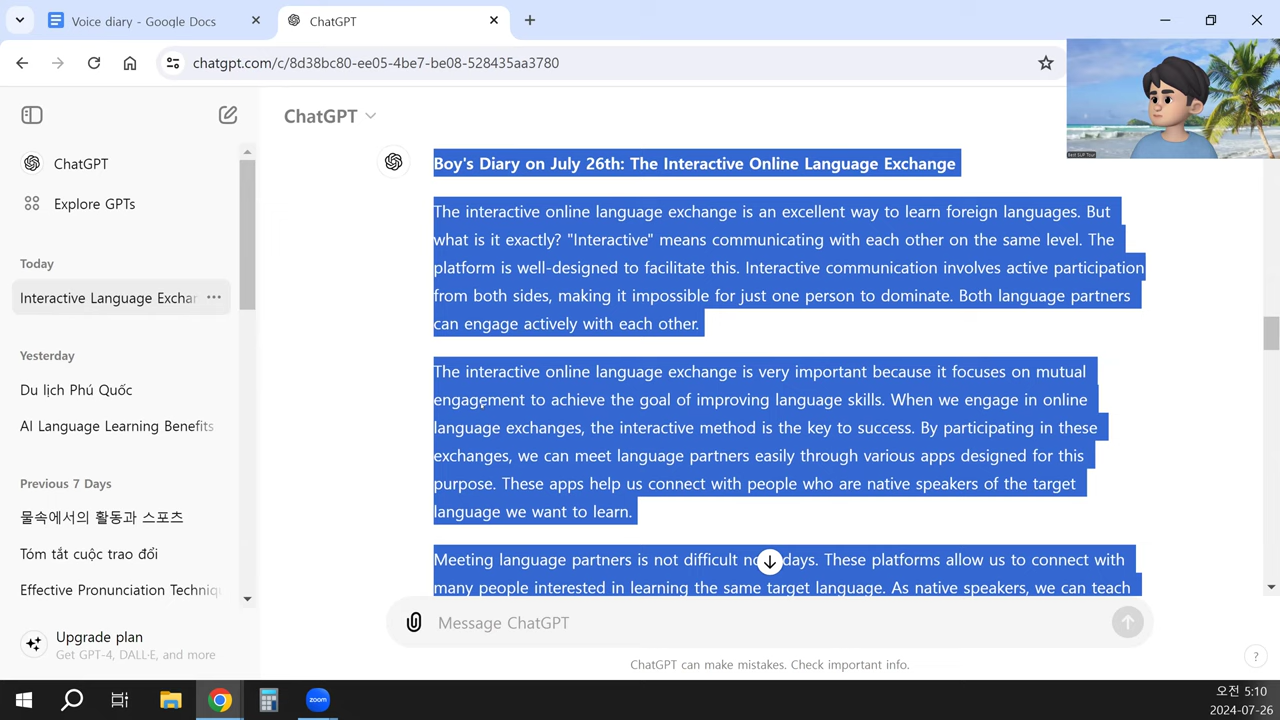 Voice diary - Google Docs
ChatGPT
chatgpt.com/c/8d38bc80-ee05-4be7-be08-528435aa3780
ChatGPT
Explore GPTs
Today
Interactive Language Exchar
Yesterday
Du lịch Phú Quốc
AI Language Learning Benefits
Previous 7 Days
물속에서의 활동과 스포츠
Tóm tắt cuộc trao đổi
Effective Pronunciation Techniqu
Upgrade plan
Get GPT-4, DALL·E, and more
ChatGPT
Boy's Diary on July 26th: The Interactive Online Language Exchange
The interactive online language exchange is an excellent way to learn foreign languages. But
what is it exactly? "Interactive" means communicating with each other on the same level. The
platform is well-designed to facilitate this. Interactive communication involves active participation
from both sides, making it impossible for just one person to dominate. Both language partners
can engage actively with each other.
The interactive online language exchange is very important because it focuses on mutual
engagement to achieve the goal of improving language skills. When we engage in online
language exchanges, the interactive method is the key to success. By participating in these
exchanges, we can meet language partners easily through various apps designed for this
purpose. These apps help us connect with people who are native speakers of the target
language we want to learn.
Meeting language partners is not difficult no days. These platforms allow us to connect with
many people interested in learning the same target language. As native speakers, we can teach
Message ChatGPT
ChatGPT can make mistakes. Check important info.
?
zoom
오전 5:10
2024-07-26